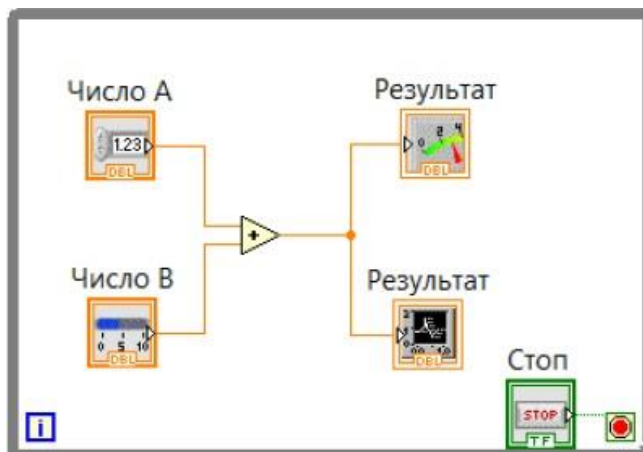 Число А
Результат
1.23
0 2 4
DBL
DBL
+
Число В
Результат
0 5 10
DBL
DBL
Стоп
i
STOP
TF